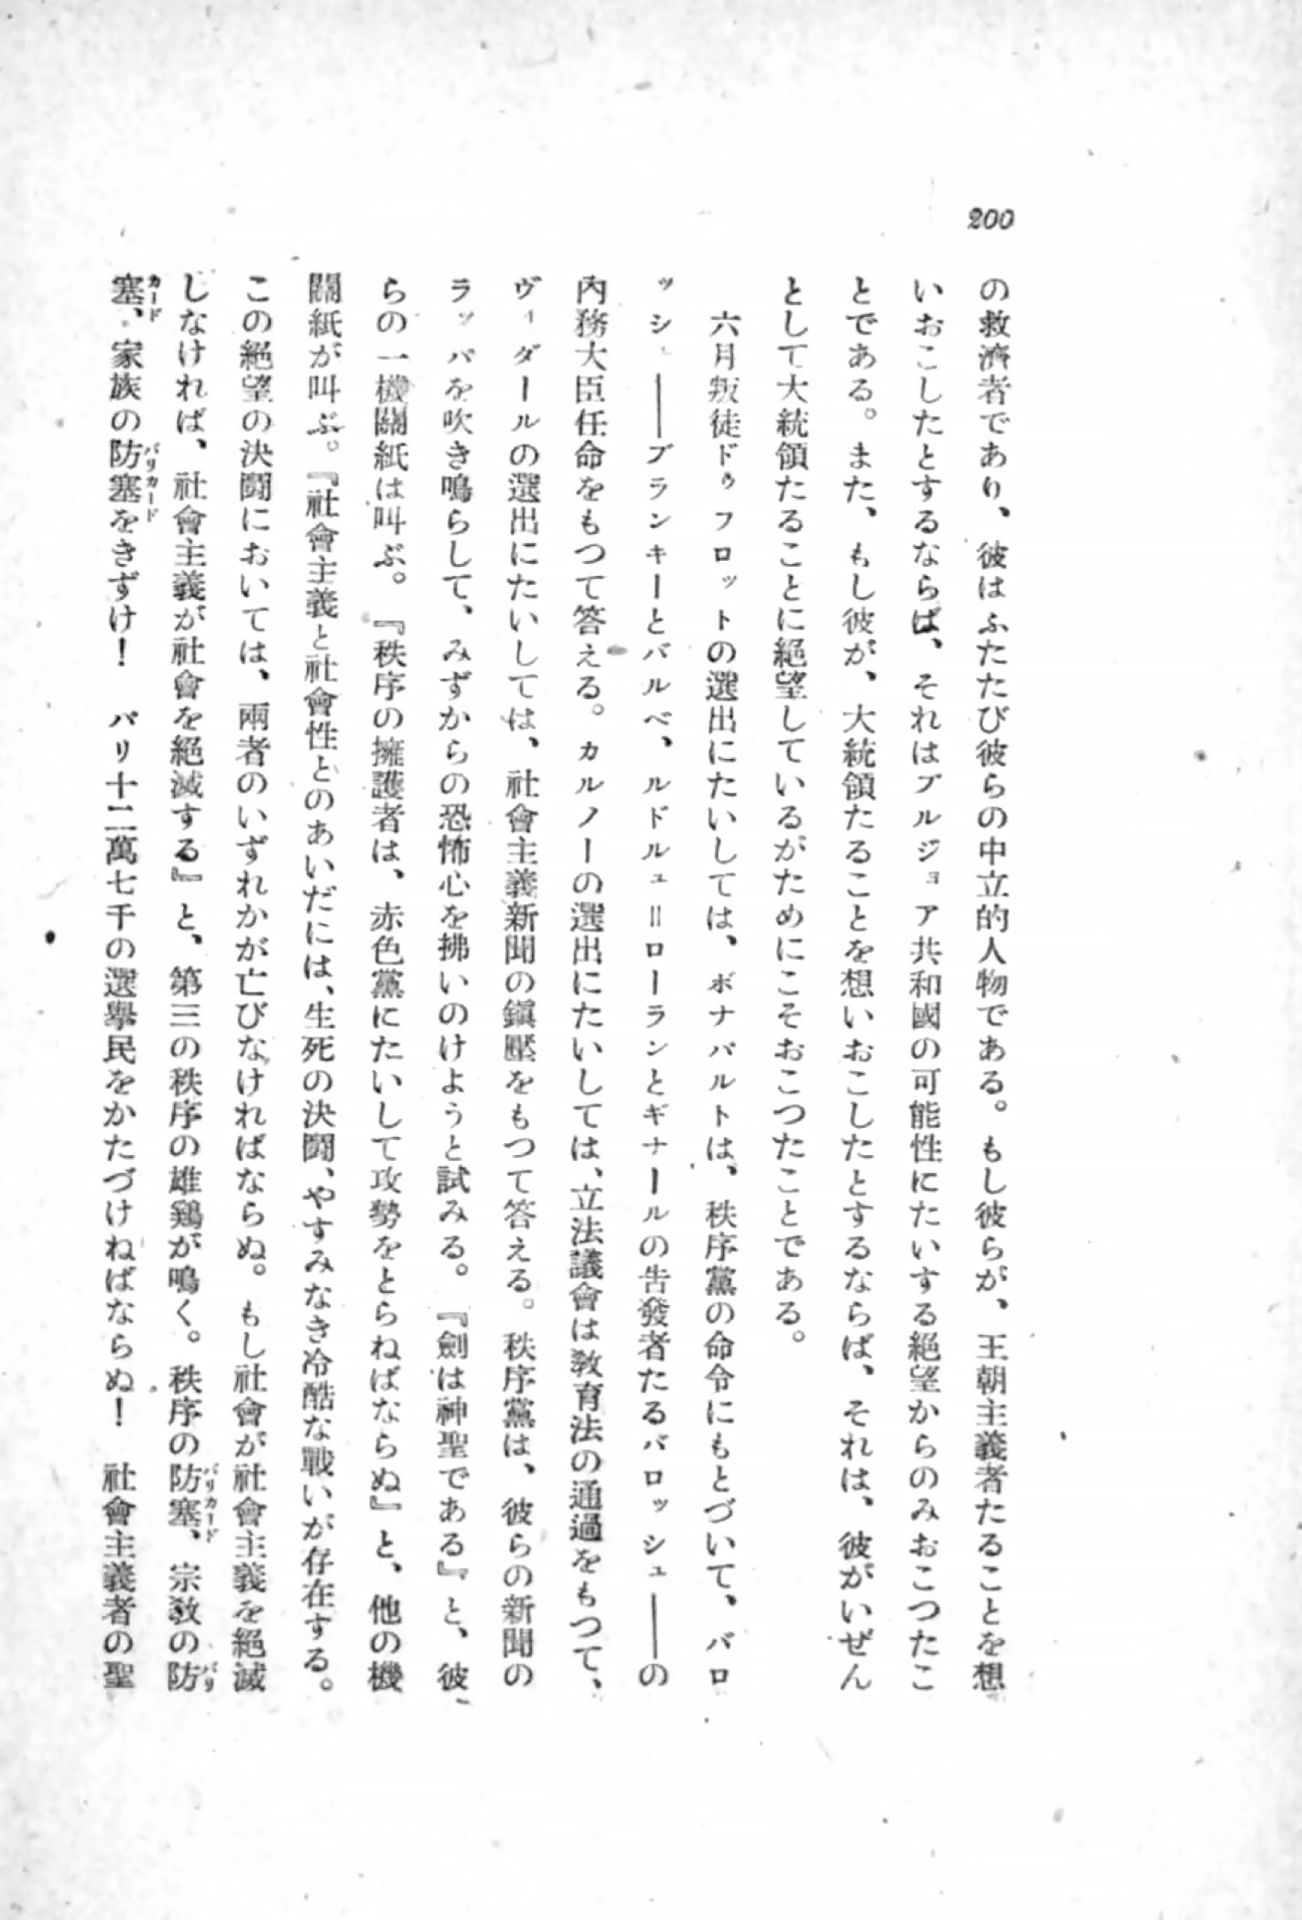 200
の救濟者であり、彼はふたたび彼らの中立的人物である。もし彼らが、王朝主義者たることを想
いおこしたとするならば、それはブルジョア共和國の可能性にたいする絕望からのみおこつたこ
とである。また、もし彼が、大統領たることを想いおこしたとするならば、それは、彼がいぜん
として大統領たることに絕望しているがためにこそおこつたことである。
六月叛徒ドゥフロットの選出にたいしては、ボナパルトは、秩序黨の命令にもとづいて、バロ
ッシュ――ブランキーとバルベ、ルドルュ＝ローランとギナールの告發者たるバロッシュ――の
內務大臣任命をもつて答える。カルノーの選出にたいしては、立法議會は教育法の通過をもつて、
ヴィダールの選出にたいしては、社會主義新聞の鎭壓をもつて答える。秩序黨は、彼らの新聞の
ラッパを吹き鳴らして、みずからの恐怖心を拂いのけようと試みる。『劍は神聖である』と、彼
らの一機關紙は叫ぶ。『秩序の擁護者は、赤色黨にたいして攻勢をとらねばならぬ』と、他の機
關紙が叫ぶ。『社會主義と社會性とのあいだには、生死の決鬪、やすみなき冷酷な戰いが存在する。
この絕望の決鬪においては、兩者のいずれかが亡びなければならぬ。もし社會が社會主義を絕滅
しなければ、社會主義が社會を絕滅する』と、第三の秩序の雄鷄が鳴く。秩序の防塞、宗教の防
塞、家族の防塞をきずけ！　パリ十二萬七千の選擧民をかたづけねばならぬ！　社會主義者の聖